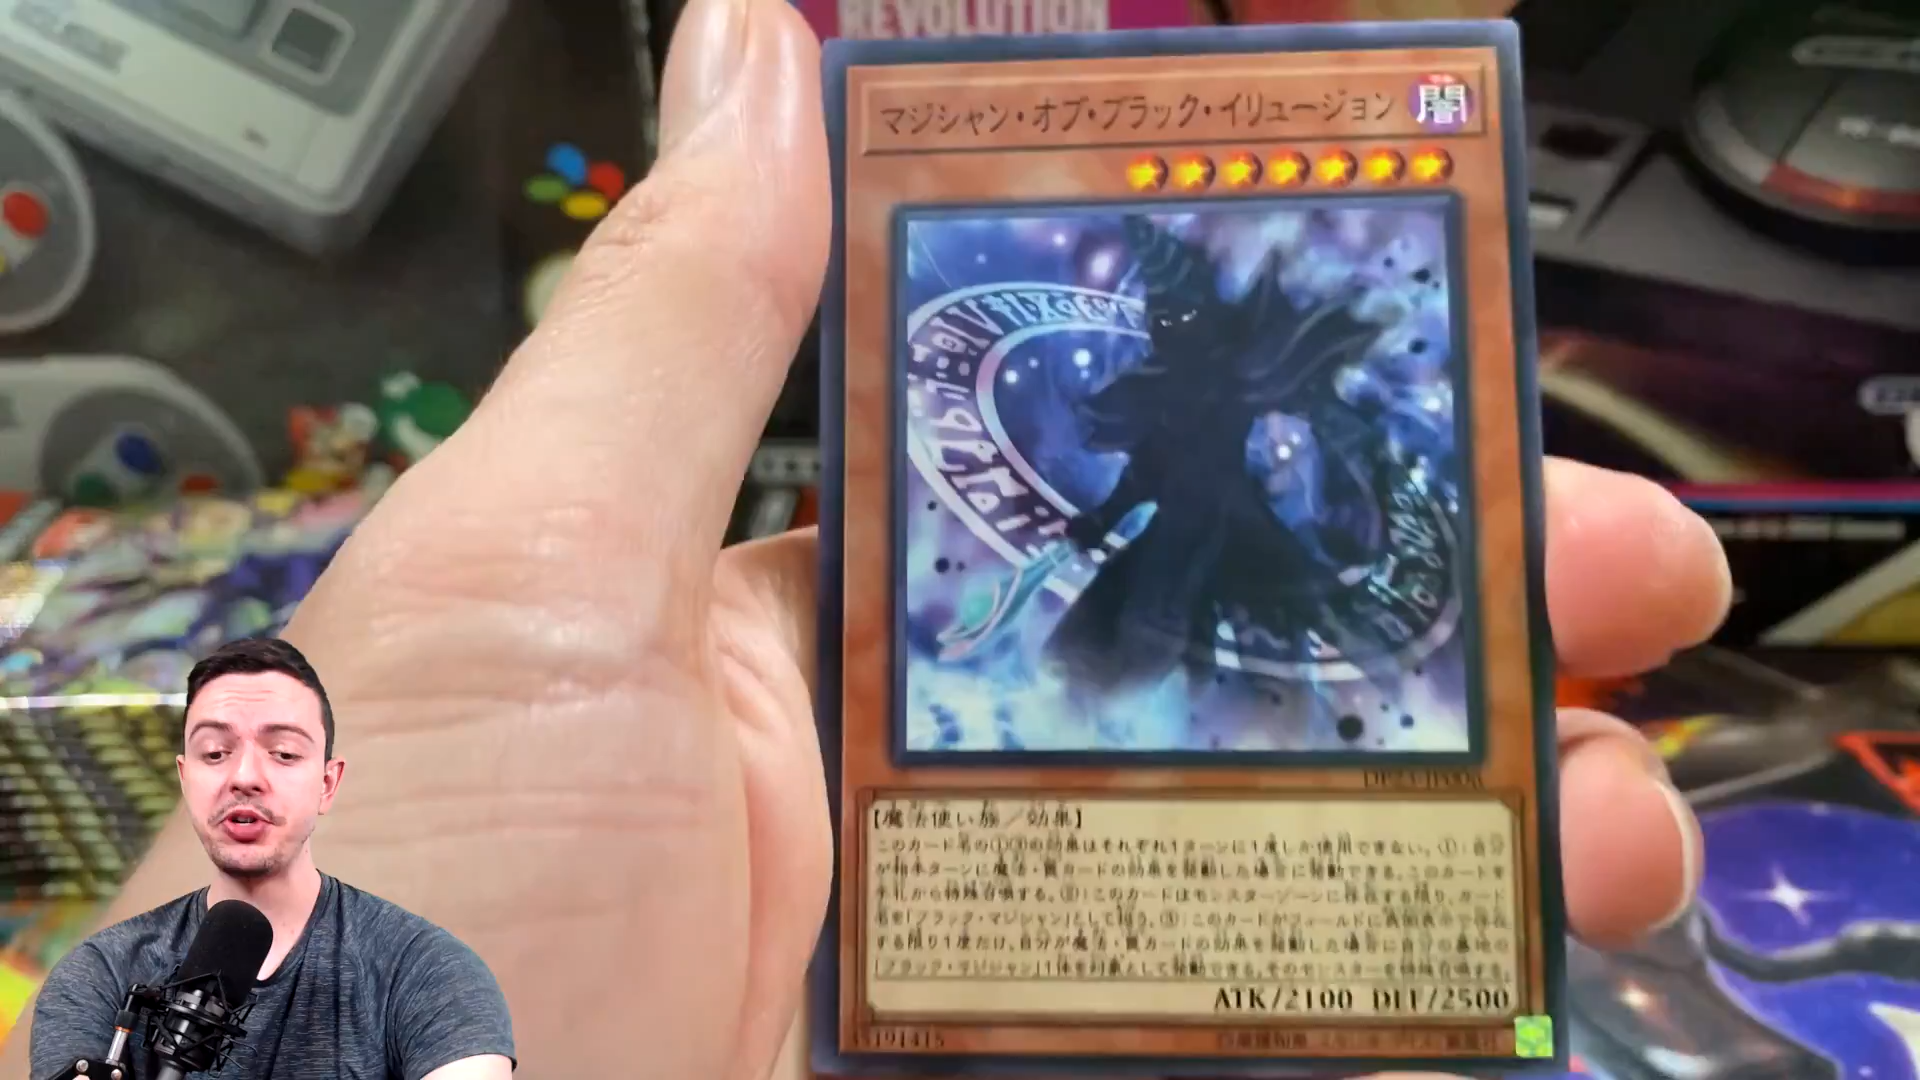 REVOLUTION
マジシャン・オブ・ブラック・イリュージョン
闇
【魔法使い族／効果】
このカード名の①③の効果はそれぞれ1ターンに1度しか使用できない。①：自分
が相手ターンに魔法・罠カードの効果を発動した場合に発動できる。このカードを
手札から特殊召喚する。②：このカードはモンスターゾーンに存在する限り、カード
名を「ブラック・マジシャン」として扱う。③：このカードがフィールドに表側表示で存在
する限り1度だけ、自分が魔法・罠カードの効果を発動した場合に自分の墓地の
「ブラック・マジシャン」1体を対象として発動できる。そのモンスターを特殊召喚する。
ATK/2100 DEF/2500
35191415